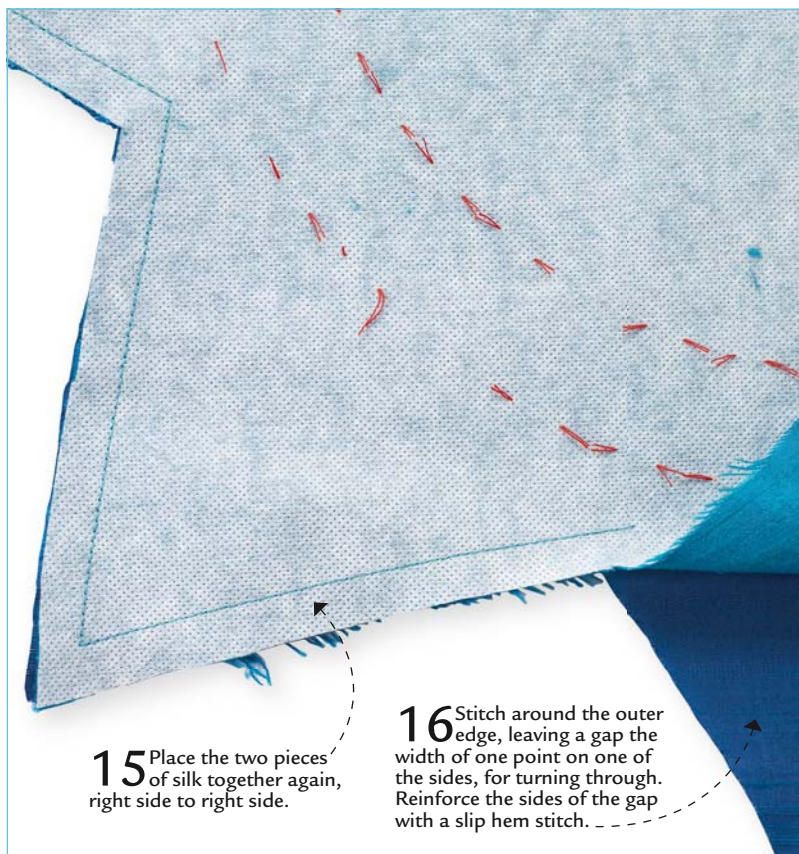 15 Place the two pieces
of silk together again,
right side to right side.
16 Stitch around the outer
edge, leaving a gap the
width of one point on one of
the sides, for turning through.
Reinforce the sides of the gap
with a slip hem stitch.